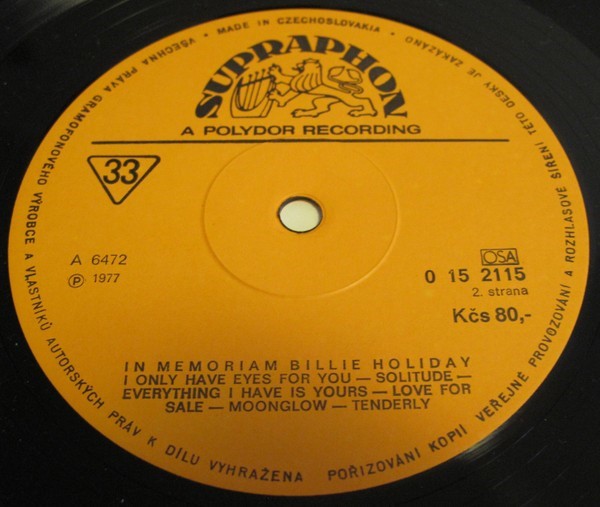 VŠECHNA PRÁVA GRAMOFONOVÉHO VÝROBCE A VLASTNÍKŮ AUTORSKÝCH PRÁV K DÍLU VYHRAŽENA
• MADE IN CZECHOSLOVAKIA •
POŘIZOVÁNÍ KOPIÍ VEŘEJNÉ PROVOZOVÁNÍ A ROZHLASOVÉ ŠÍŘENÍ TÉTO DESKY JE ZAKÁZÁNO
SUPRAPHON
A POLYDOR RECORDING
33
A 6472
Ⓟ 1977
OSA
0 15 2115
2. strana
Kčs 80,-
IN MEMORIAM BILLIE HOLIDAY
I ONLY HAVE EYES FOR YOU — SOLITUDE —
EVERYTHING I HAVE IS YOURS — LOVE FOR
SALE — MOONGLOW — TENDERLY